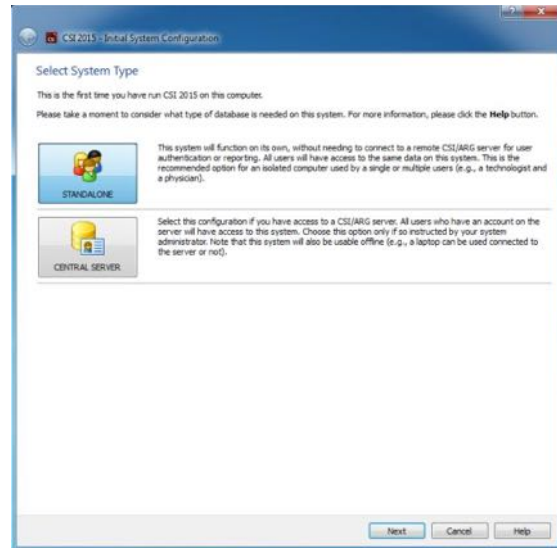 CSI 2015 - Initial System Configuration
Select System Type
This is the first time you have run CSI 2015 on this computer.
Please take a moment to consider what type of database is needed on this system. For more information, please click the Help button.
This system will function on its own, without needing to connect to a remote CSI/ARG server for user
authentication or reporting. All users will have access to the same data on this system. This is the
recommended option for an isolated computer used by a single or multiple users (e.g., a technologist and
a physician).
STANDALONE
Select this configuration if you have access to a CSI/ARG server. All users who have an account on the
server will have access to this system. Choose this option only if so instructed by your system
administrator. Note that this system will also be usable offline (e.g., a laptop can be used connected to
the server or not).
CENTRAL SERVER
Next
Cancel
Help